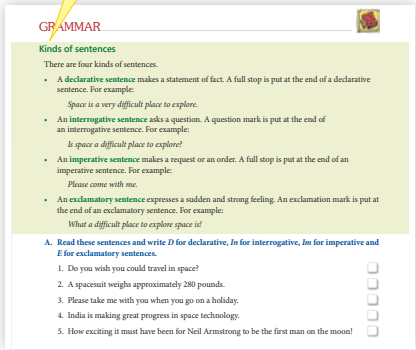 GRAMMAR
Kinds of sentences
There are four kinds of sentences.
• A declarative sentence makes a statement of fact. A full stop is put at the end of a declarative
sentence. For example:
Space is a very difficult place to explore.
• An interrogative sentence asks a question. A question mark is put at the end of
an interrogative sentence. For example:
Is space a difficult place to explore?
• An imperative sentence makes a request or an order. A full stop is put at the end of an
imperative sentence. For example:
Please come with me.
• An exclamatory sentence expresses a sudden and strong feeling. An exclamation mark is put at
the end of an exclamatory sentence. For example:
What a difficult place to explore space is!
A. Read these sentences and write D for declarative, In for interrogative, Im for imperative and
E for exclamatory sentences.
1. Do you wish you could travel in space?
2. A spacesuit weighs approximately 280 pounds.
3. Please take me with you when you go on a holiday.
4. India is making great progress in space technology.
5. How exciting it must have been for Neil Armstrong to be the first man on the moon!